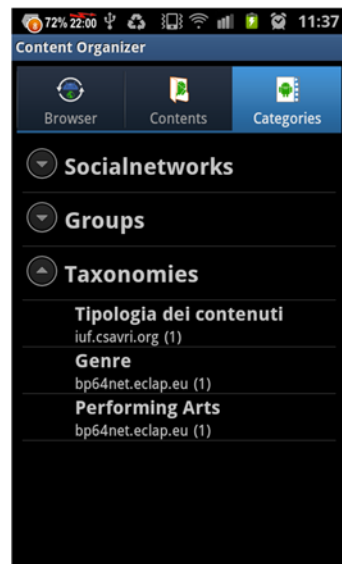 72% 22:00 11:37
Content Organizer
Browser Contents Categories
Socialnetworks
Groups
Taxonomies
Tipologia dei contenuti
iuf.csavri.org (1)
Genre
bp64net.eclap.eu (1)
Performing Arts
bp64net.eclap.eu (1)